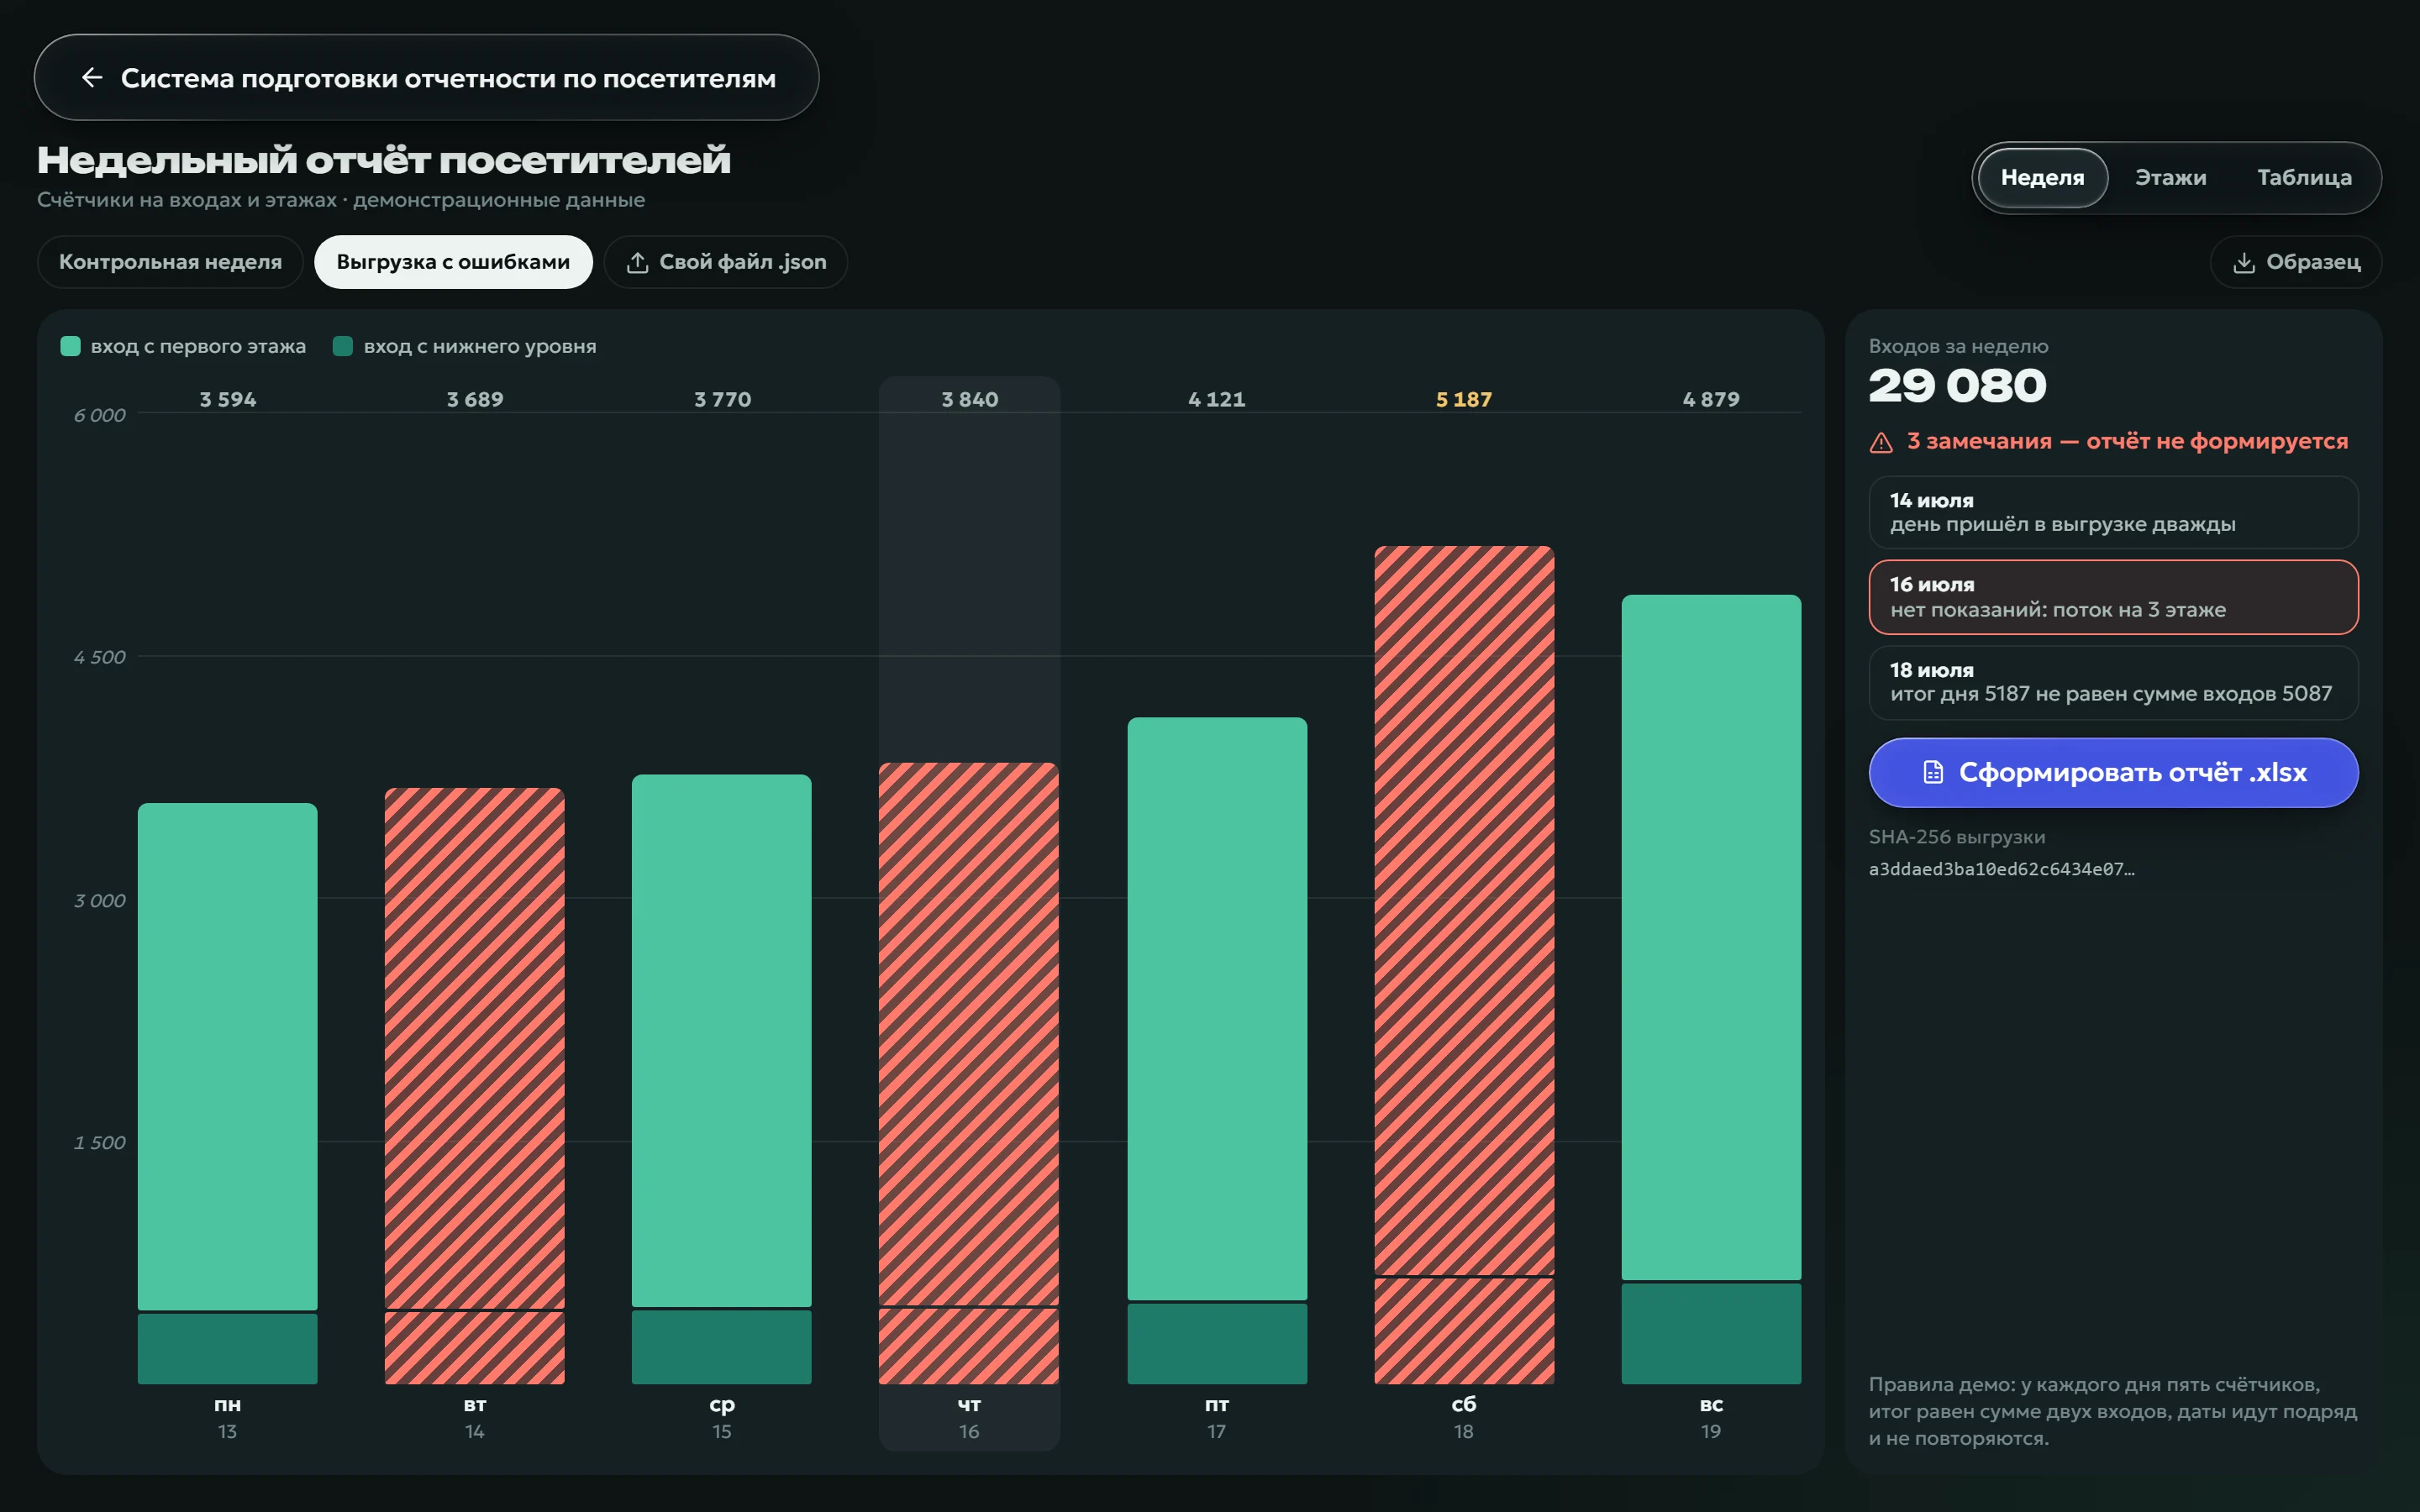 Система подготовки отчетности по посетителям
Недельный отчёт посетителей
Счётчики на входах и этажах · демонстрационные данные
Неделя
Этажи
Таблица
Контрольная неделя
Выгрузка с ошибками
Свой файл .json
Образец
вход с первого этажа
вход с нижнего уровня
3 594
3 689
3 770
3 840
4 121
5 187
4 879
6 000
4 500
3 000
1 500
пн
вт
ср
чт
пт
сб
вс
13
14
15
16
17
18
19
Входов за неделю
29 080
3 замечания — отчёт не формируется
14 июля
день пришёл в выгрузке дважды
16 июля
нет показаний: поток на 3 этаже
18 июля
итог дня 5187 не равен сумме входов 5087
Сформировать отчёт .xlsx
SHA-256 выгрузки
a3ddaed3ba10ed62c6434e07…
Правила демо: у каждого дня пять счётчиков,
итог равен сумме двух входов, даты идут подряд
и не повторяются.